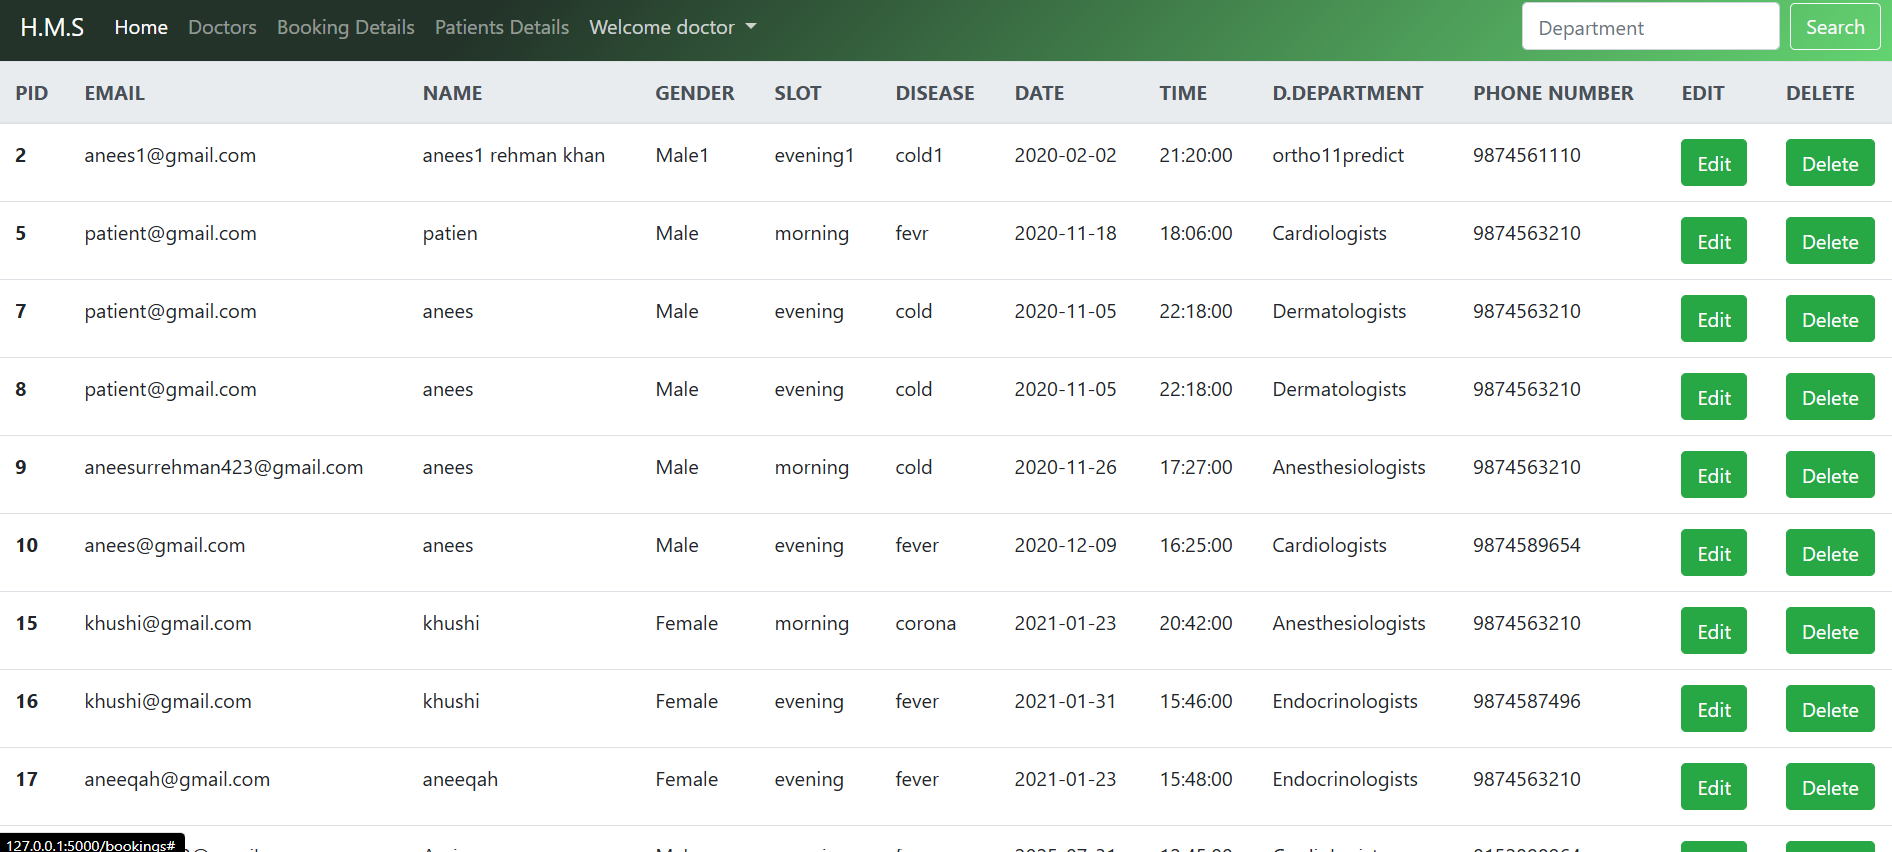 H.M.S Home Doctors Booking Details Patients Details Welcome doctor Department Search
PID EMAIL NAME GENDER SLOT DISEASE DATE TIME D.DEPARTMENT PHONE NUMBER EDIT DELETE
2 anees1@gmail.com anees1 rehman khan Male1 evening1 cold1 2020-02-02 21:20:00 ortho11predict 9874561110 Edit Delete
5 patient@gmail.com patien Male morning fevr 2020-11-18 18:06:00 Cardiologists 9874563210 Edit Delete
7 patient@gmail.com anees Male evening cold 2020-11-05 22:18:00 Dermatologists 9874563210 Edit Delete
8 patient@gmail.com anees Male evening cold 2020-11-05 22:18:00 Dermatologists 9874563210 Edit Delete
9 aneesurrehman423@gmail.com anees Male morning cold 2020-11-26 17:27:00 Anesthesiologists 9874563210 Edit Delete
10 anees@gmail.com anees Male evening fever 2020-12-09 16:25:00 Cardiologists 9874589654 Edit Delete
15 khushi@gmail.com khushi Female morning corona 2021-01-23 20:42:00 Anesthesiologists 9874563210 Edit Delete
16 khushi@gmail.com khushi Female evening fever 2021-01-31 15:46:00 Endocrinologists 9874587496 Edit Delete
17 aneeqah@gmail.com aneeqah Female evening fever 2021-01-23 15:48:00 Endocrinologists 9874563210 Edit Delete
127.0.0.1:5000/bookings#